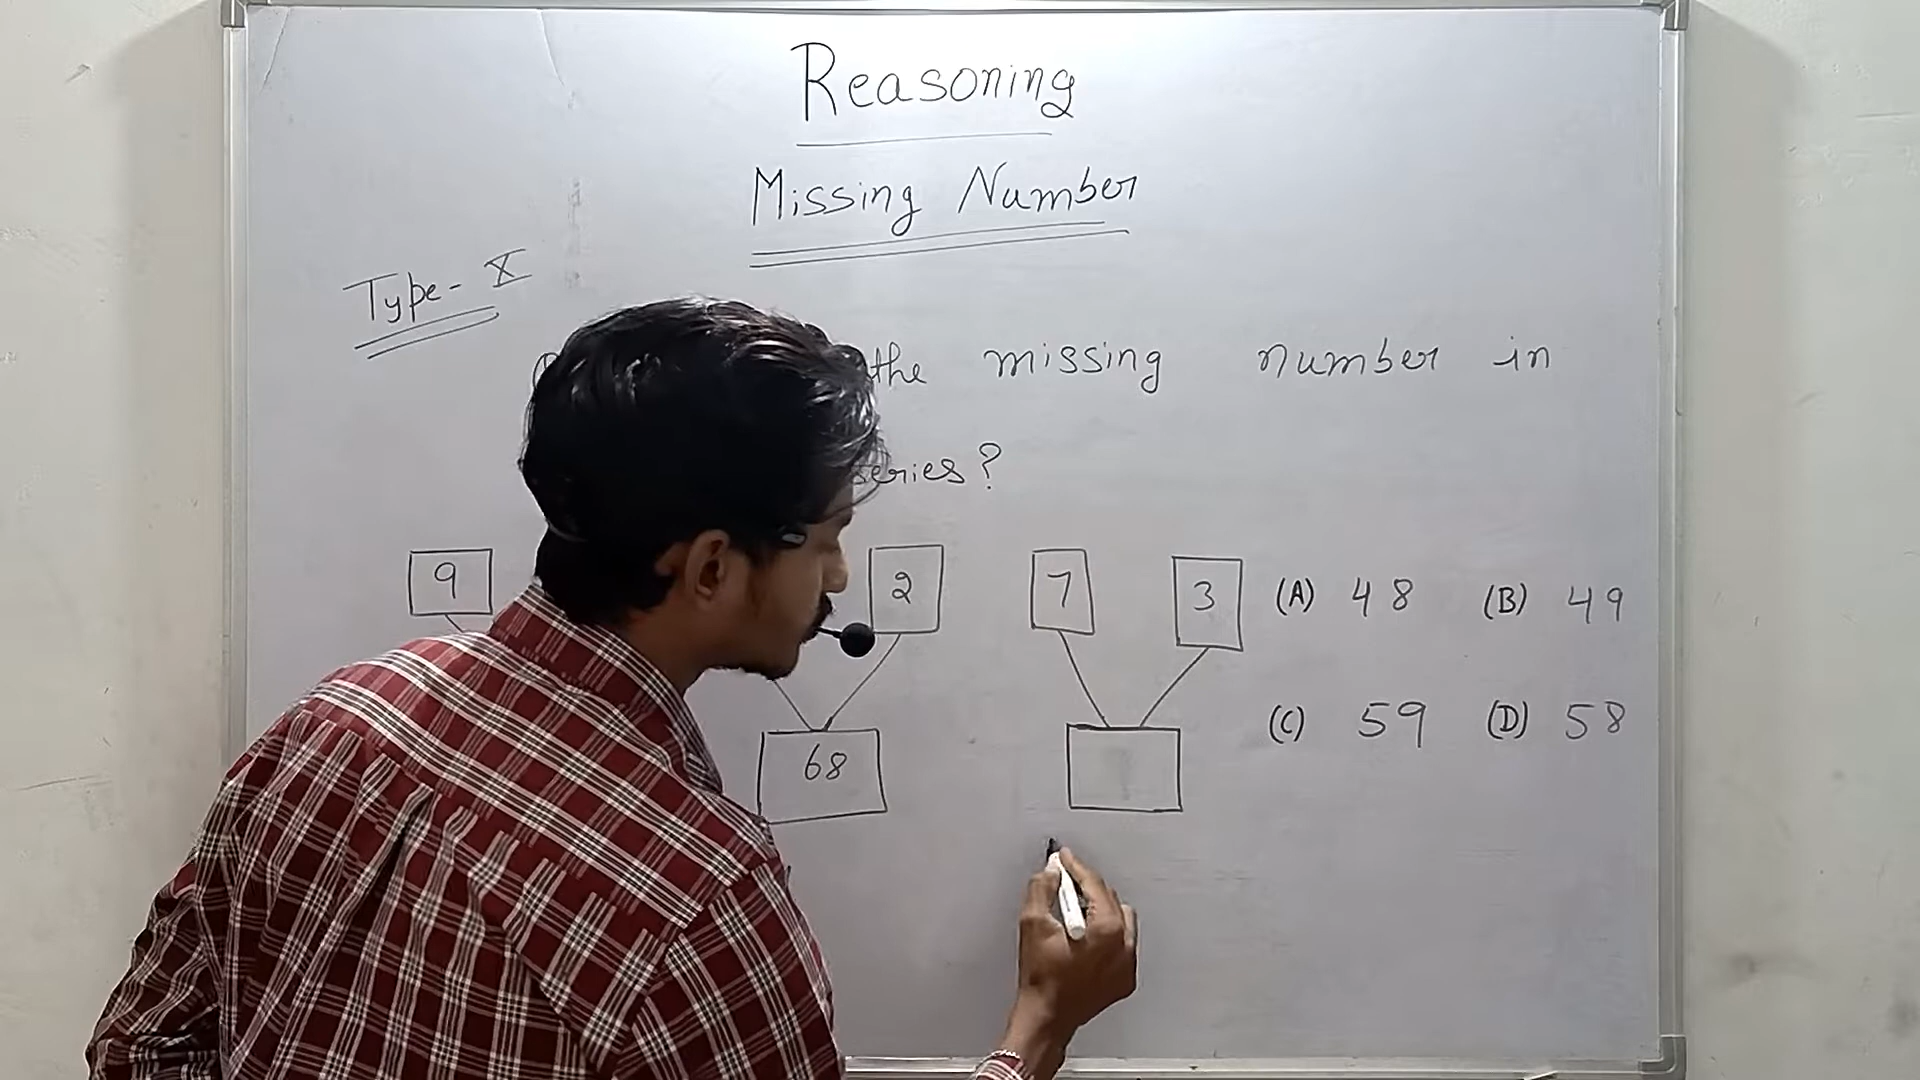 Reasoning
Missing Number
Type- X
the missing number in
series?
9 2 7 3 (A) 48 (B) 49
68 (C) 59 (D) 58